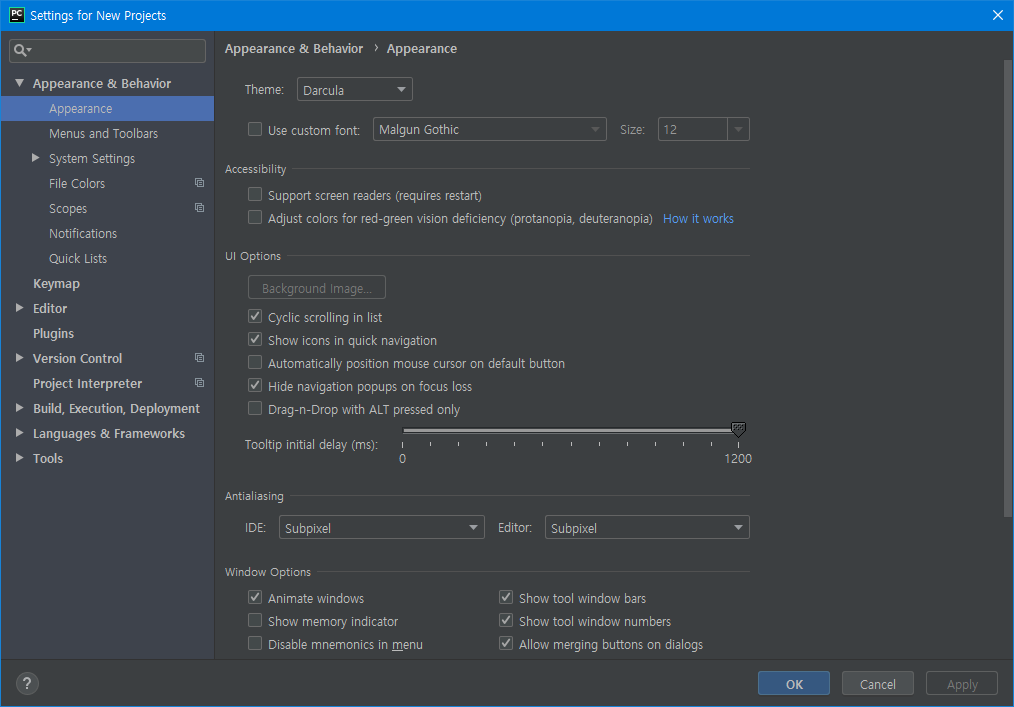 PC Settings for New Projects
Appearance & Behavior
Appearance
Menus and Toolbars
System Settings
File Colors
Scopes
Notifications
Quick Lists
Keymap
Editor
Plugins
Version Control
Project Interpreter
Build, Execution, Deployment
Languages & Frameworks
Tools
Appearance & Behavior › Appearance
Theme: Darcula
Use custom font: Malgun Gothic Size: 12
Accessibility
Support screen readers (requires restart)
Adjust colors for red-green vision deficiency (protanopia, deuteranopia) How it works
UI Options
Background Image...
Cyclic scrolling in list
Show icons in quick navigation
Automatically position mouse cursor on default button
Hide navigation popups on focus loss
Drag-n-Drop with ALT pressed only
Tooltip initial delay (ms):
0 1200
Antialiasing
IDE: Subpixel Editor: Subpixel
Window Options
Animate windows Show tool window bars
Show memory indicator Show tool window numbers
Disable mnemonics in menu Allow merging buttons on dialogs
? OK Cancel Apply